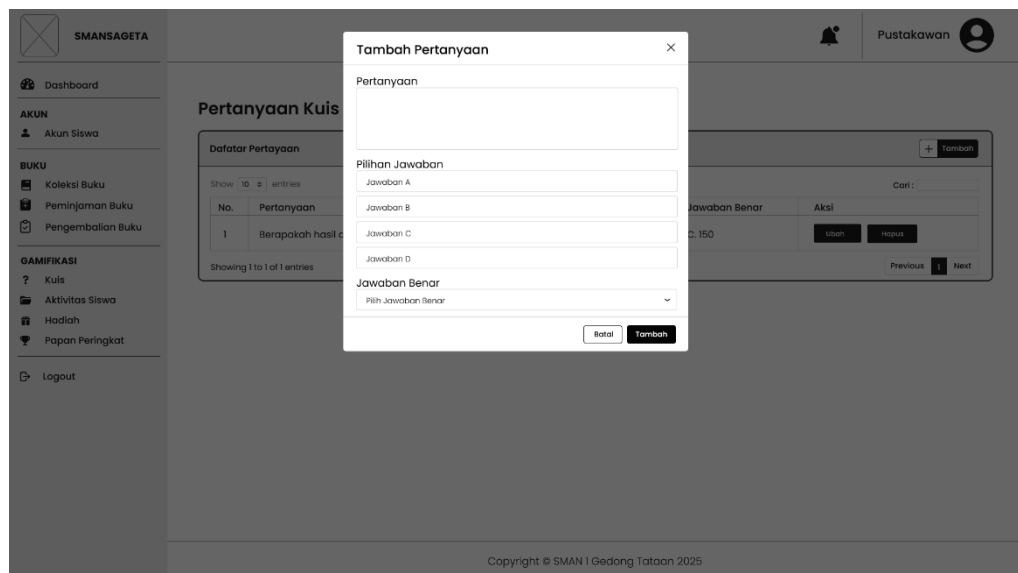 SMANSAGETA
Pustakawan
Dashboard
AKUN
Akun Siswa
BUKU
Koleksi Buku
Peminjaman Buku
Pengembalian Buku
GAMIFIKASI
? Kuis
Aktivitas Siswa
Hadiah
Papan Peringkat
Logout
Pertanyaan Kuis
Dafatar Pertayaan
+ Tambah
Show 10 entries
Cari :
No. Pertanyaan Jawaban Benar Aksi
1 Berapakah hasil C. 150 Ubah Hapus
Showing 1 to 1 of 1 entries
Previous 1 Next
Tambah Pertanyaan
Pertanyaan
Pilihan Jawaban
Jawaban A
Jawaban B
Jawaban C
Jawaban D
Jawaban Benar
Pilih Jawaban Benar
Batal Tambah
Copyright © SMAN 1 Gedong Tataan 2025